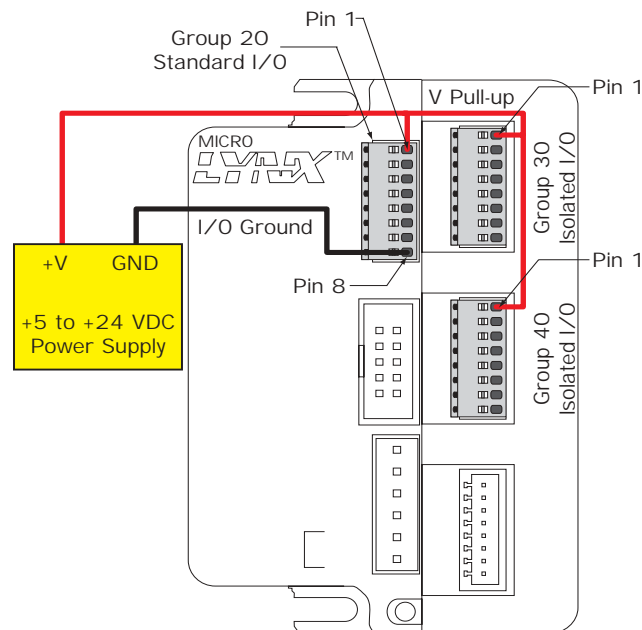 Pin 1
Group 20
Standard I/O
V Pull-up
Pin 1
MICRO
LYNX™
Group 30
Isolated I/O
I/O Ground
+V GND
Pin 8
Pin 1
+5 to +24 VDC
Power Supply
Group 40
Isolated I/O